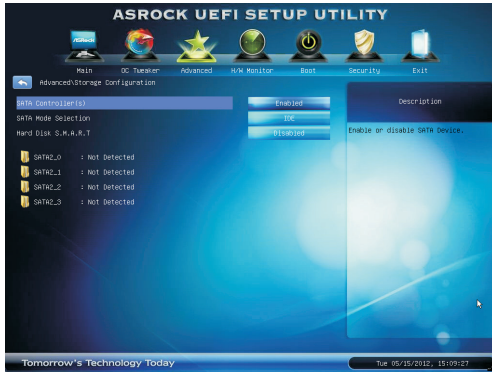 ASROCK UEFI SETUP UTILITY
ASRock
Main OC Tweaker Advanced H/W Monitor Boot Security Exit
Advanced\Storage Configuration
SATA Controller(s) Enabled
SATA Mode Selection IDE
Hard Disk S.M.A.R.T Disabled
SATA2_0 : Not Detected
SATA2_1 : Not Detected
SATA2_2 : Not Detected
SATA2_3 : Not Detected
Description
Enable or disable SATA Device.
Tomorrow's Technology Today
Tue 05/15/2012, 15:09:27